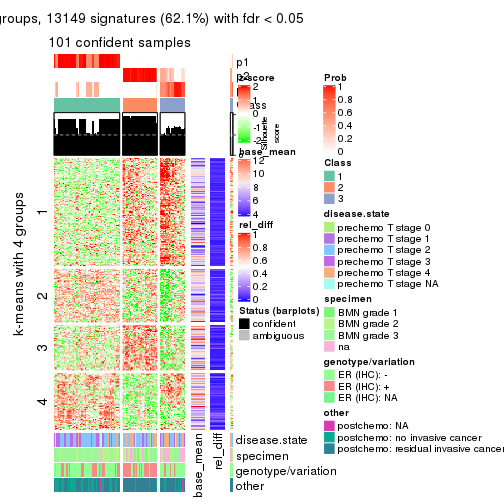 groups, 13149 signatures (62.1%) with fdr < 0.05
101 confident samples
p1
p2
z-score
2
1
0
-1
-2
Silhouette
score
k-means with 4 groups
1
2
3
4
base_mean
12
10
8
6
4
rel_diff
1
0.8
0.6
0.4
0.2
0
Status (barplots)
confident
ambiguous
Prob
1
0.8
0.6
0.4
0.2
0
Class
1
2
3
disease.state
prechemo T stage 0
prechemo T stage 1
prechemo T stage 2
prechemo T stage 3
prechemo T stage 4
prechemo T stage NA
specimen
BMN grade 1
BMN grade 2
BMN grade 3
na
genotype/variation
ER (IHC): -
ER (IHC): +
ER (IHC): NA
other
postchemo: NA
postchemo: no invasive cancer
postchemo: residual invasive cancer
disease.state
specimen
genotype/variation
other
base_mean
rel_diff